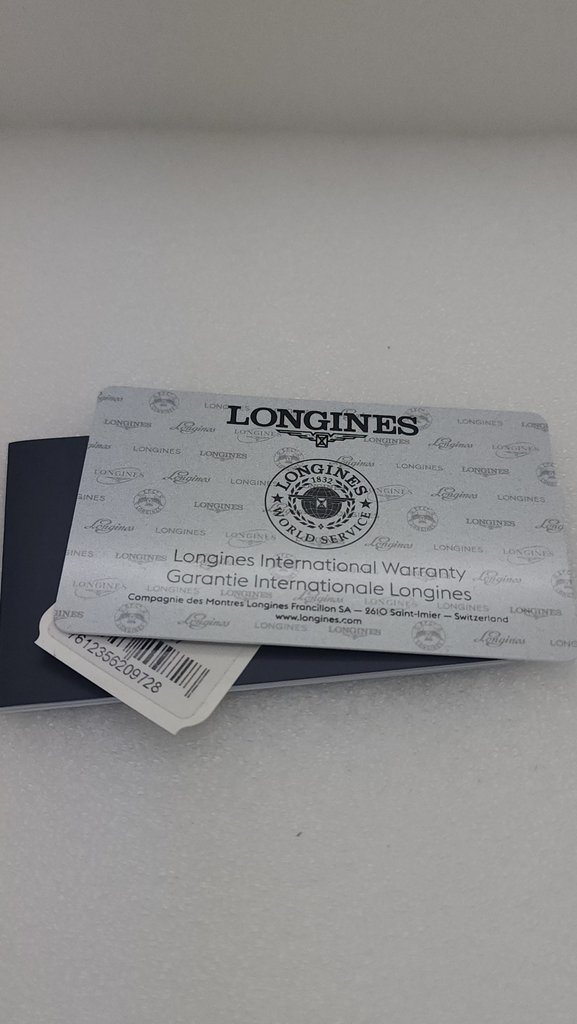 LONGINES
LONGINES
1832
WORLD SERVICE
Longines International Warranty
Garantie Internationale Longines
Compagnie des Montres Longines Francillon SA – 2610 Saint-Imier – Switzerland
www.longines.com
7612356209728